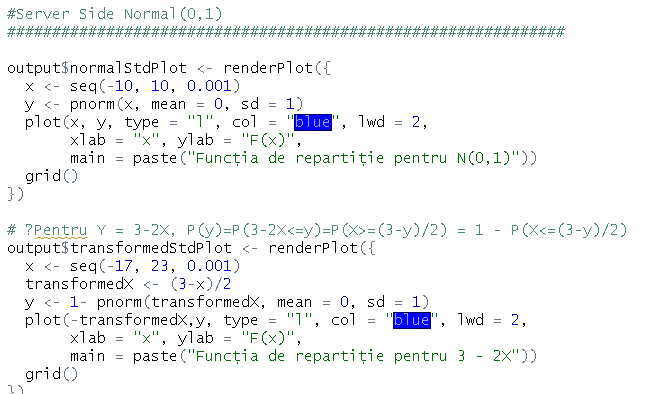 #Server Side Normal(0,1)
##############################################################
output$normalStdPlot <- renderPlot({
  x <- seq(-10, 10, 0.001)
  y <- pnorm(x, mean = 0, sd = 1)
  plot(x, y, type = "l", col = "blue", lwd = 2,
       xlab = "x", ylab = "F(x)",
       main = paste("Funcția de repartiție pentru N(0,1)"))
  grid()
})
# ?Pentru Y = 3-2X, P(y)=P(3-2X<=y)=P(X>=(3-y)/2) = 1 - P(X<=(3-y)/2)
output$transformedStdPlot <- renderPlot({
  x <- seq(-17, 23, 0.001)
  transformedX <- (3-x)/2
  y <- 1- pnorm(transformedX, mean = 0, sd = 1)
  plot(-transformedX,y, type = "l", col = "blue", lwd = 2,
       xlab = "x", ylab = "F(x)",
       main = paste("Funcția de repartiție pentru 3 - 2X"))
  grid()
})